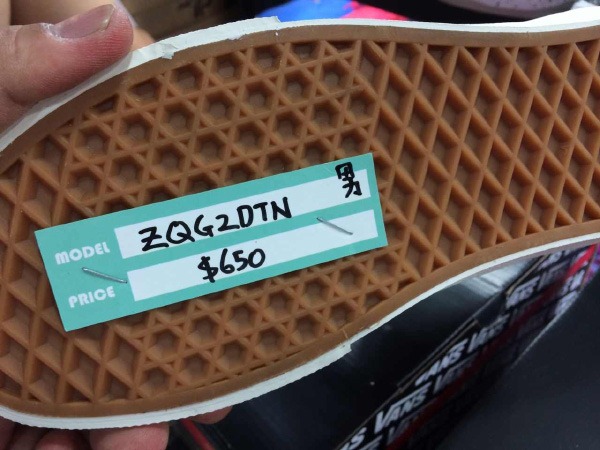 MODEL ZQG2DTN 男
PRICE $650
VANS VANS